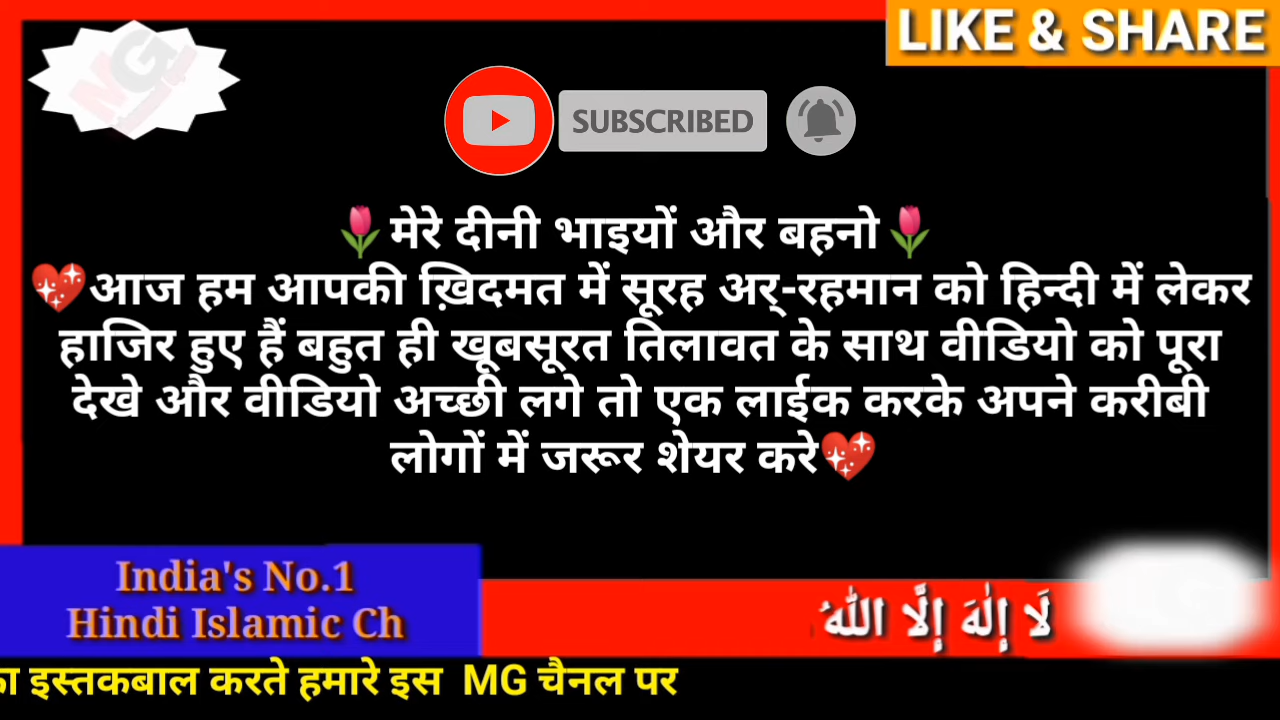 LIKE & SHARE
SUBSCRIBED
🌷मेरे दीनी भाइयों और बहनो🌷
💖आज हम आपकी ख़िदमत में सूरह अर्-रहमान को हिन्दी में लेकर
हाजिर हुए हैं बहुत ही खूबसूरत तिलावत के साथ वीडियो को पूरा
देखे और वीडियो अच्छी लगे तो एक लाईक करके अपने करीबी
लोगों में जरूर शेयर करे💖
India's No.1
Hindi Islamic Ch
لَا إِلٰهَ إِلَّا اللهُ
इस्तकबाल करते हमारे इस MG चैनल पर